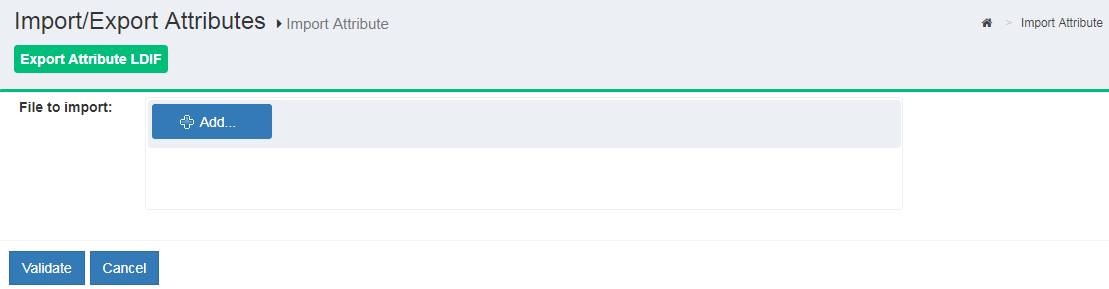 Import/Export Attributes Import Attribute
> Import Attribute
Export Attribute LDIF
File to import:
Add...
Validate Cancel